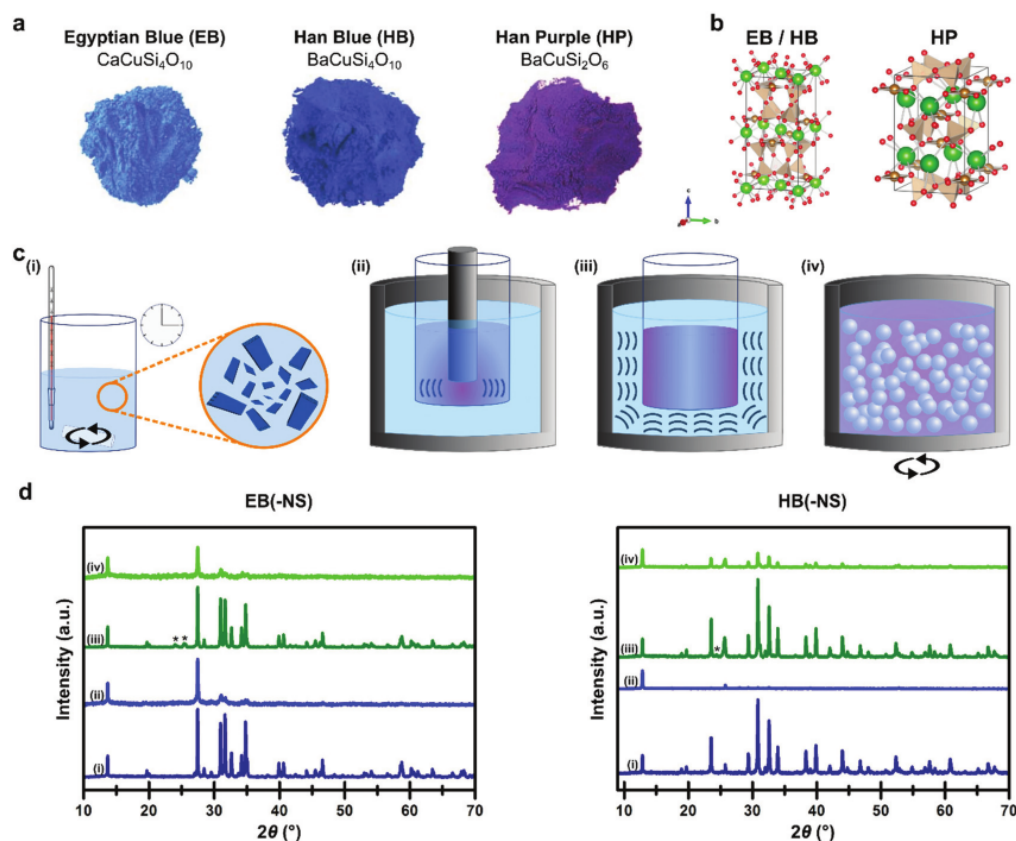 a
Egyptian Blue (EB)
CaCuSi₄O₁₀
Han Blue (HB)
BaCuSi₄O₁₀
Han Purple (HP)
BaCuSi₂O₆
b
EB / HB
HP
c
b
c
(i)
(ii)
(iii)
(iv)
d
EB(-NS)
Intensity (a.u.)
(iv)
(iii)
* *
(ii)
(i)
10 20 30 40 50 60 70
2θ (°)
HB(-NS)
Intensity (a.u.)
(iv)
(iii)
*
(ii)
(i)
10 20 30 40 50 60 70
2θ (°)